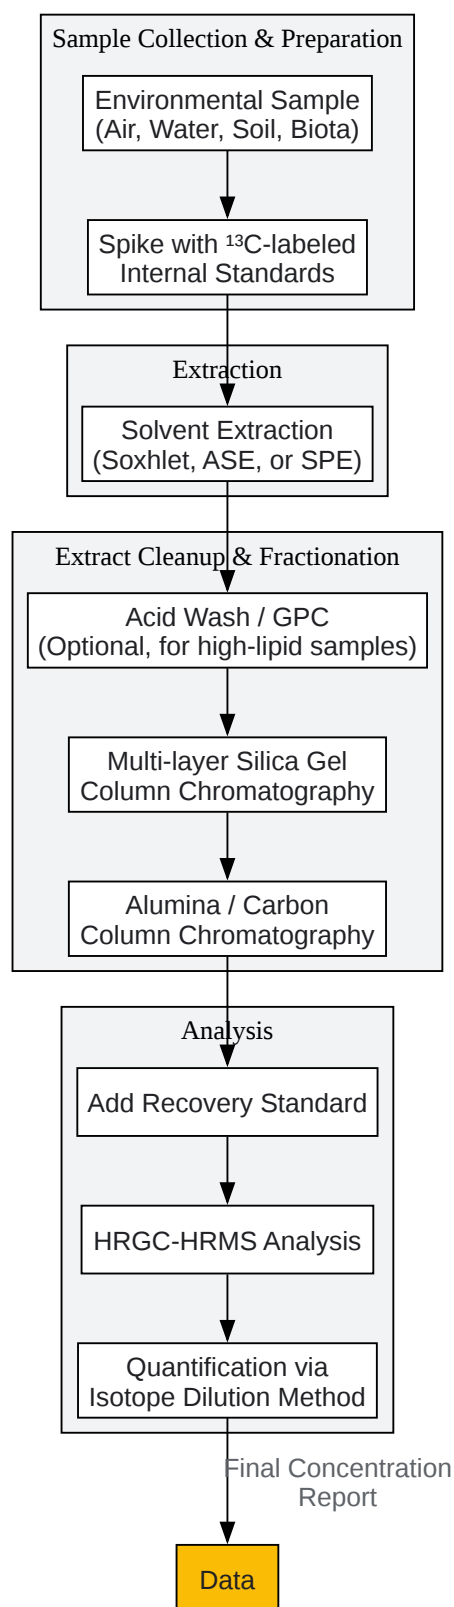 Sample Collection & Preparation
Environmental Sample
(Air, Water, Soil, Biota)
Spike with ¹³C-labeled
Internal Standards
Extraction
Solvent Extraction
(Soxhlet, ASE, or SPE)
Extract Cleanup & Fractionation
Acid Wash / GPC
(Optional, for high-lipid samples)
Multi-layer Silica Gel
Column Chromatography
Alumina / Carbon
Column Chromatography
Analysis
Add Recovery Standard
HRGC-HRMS Analysis
Quantification via
Isotope Dilution Method
Final Concentration
Report
Data